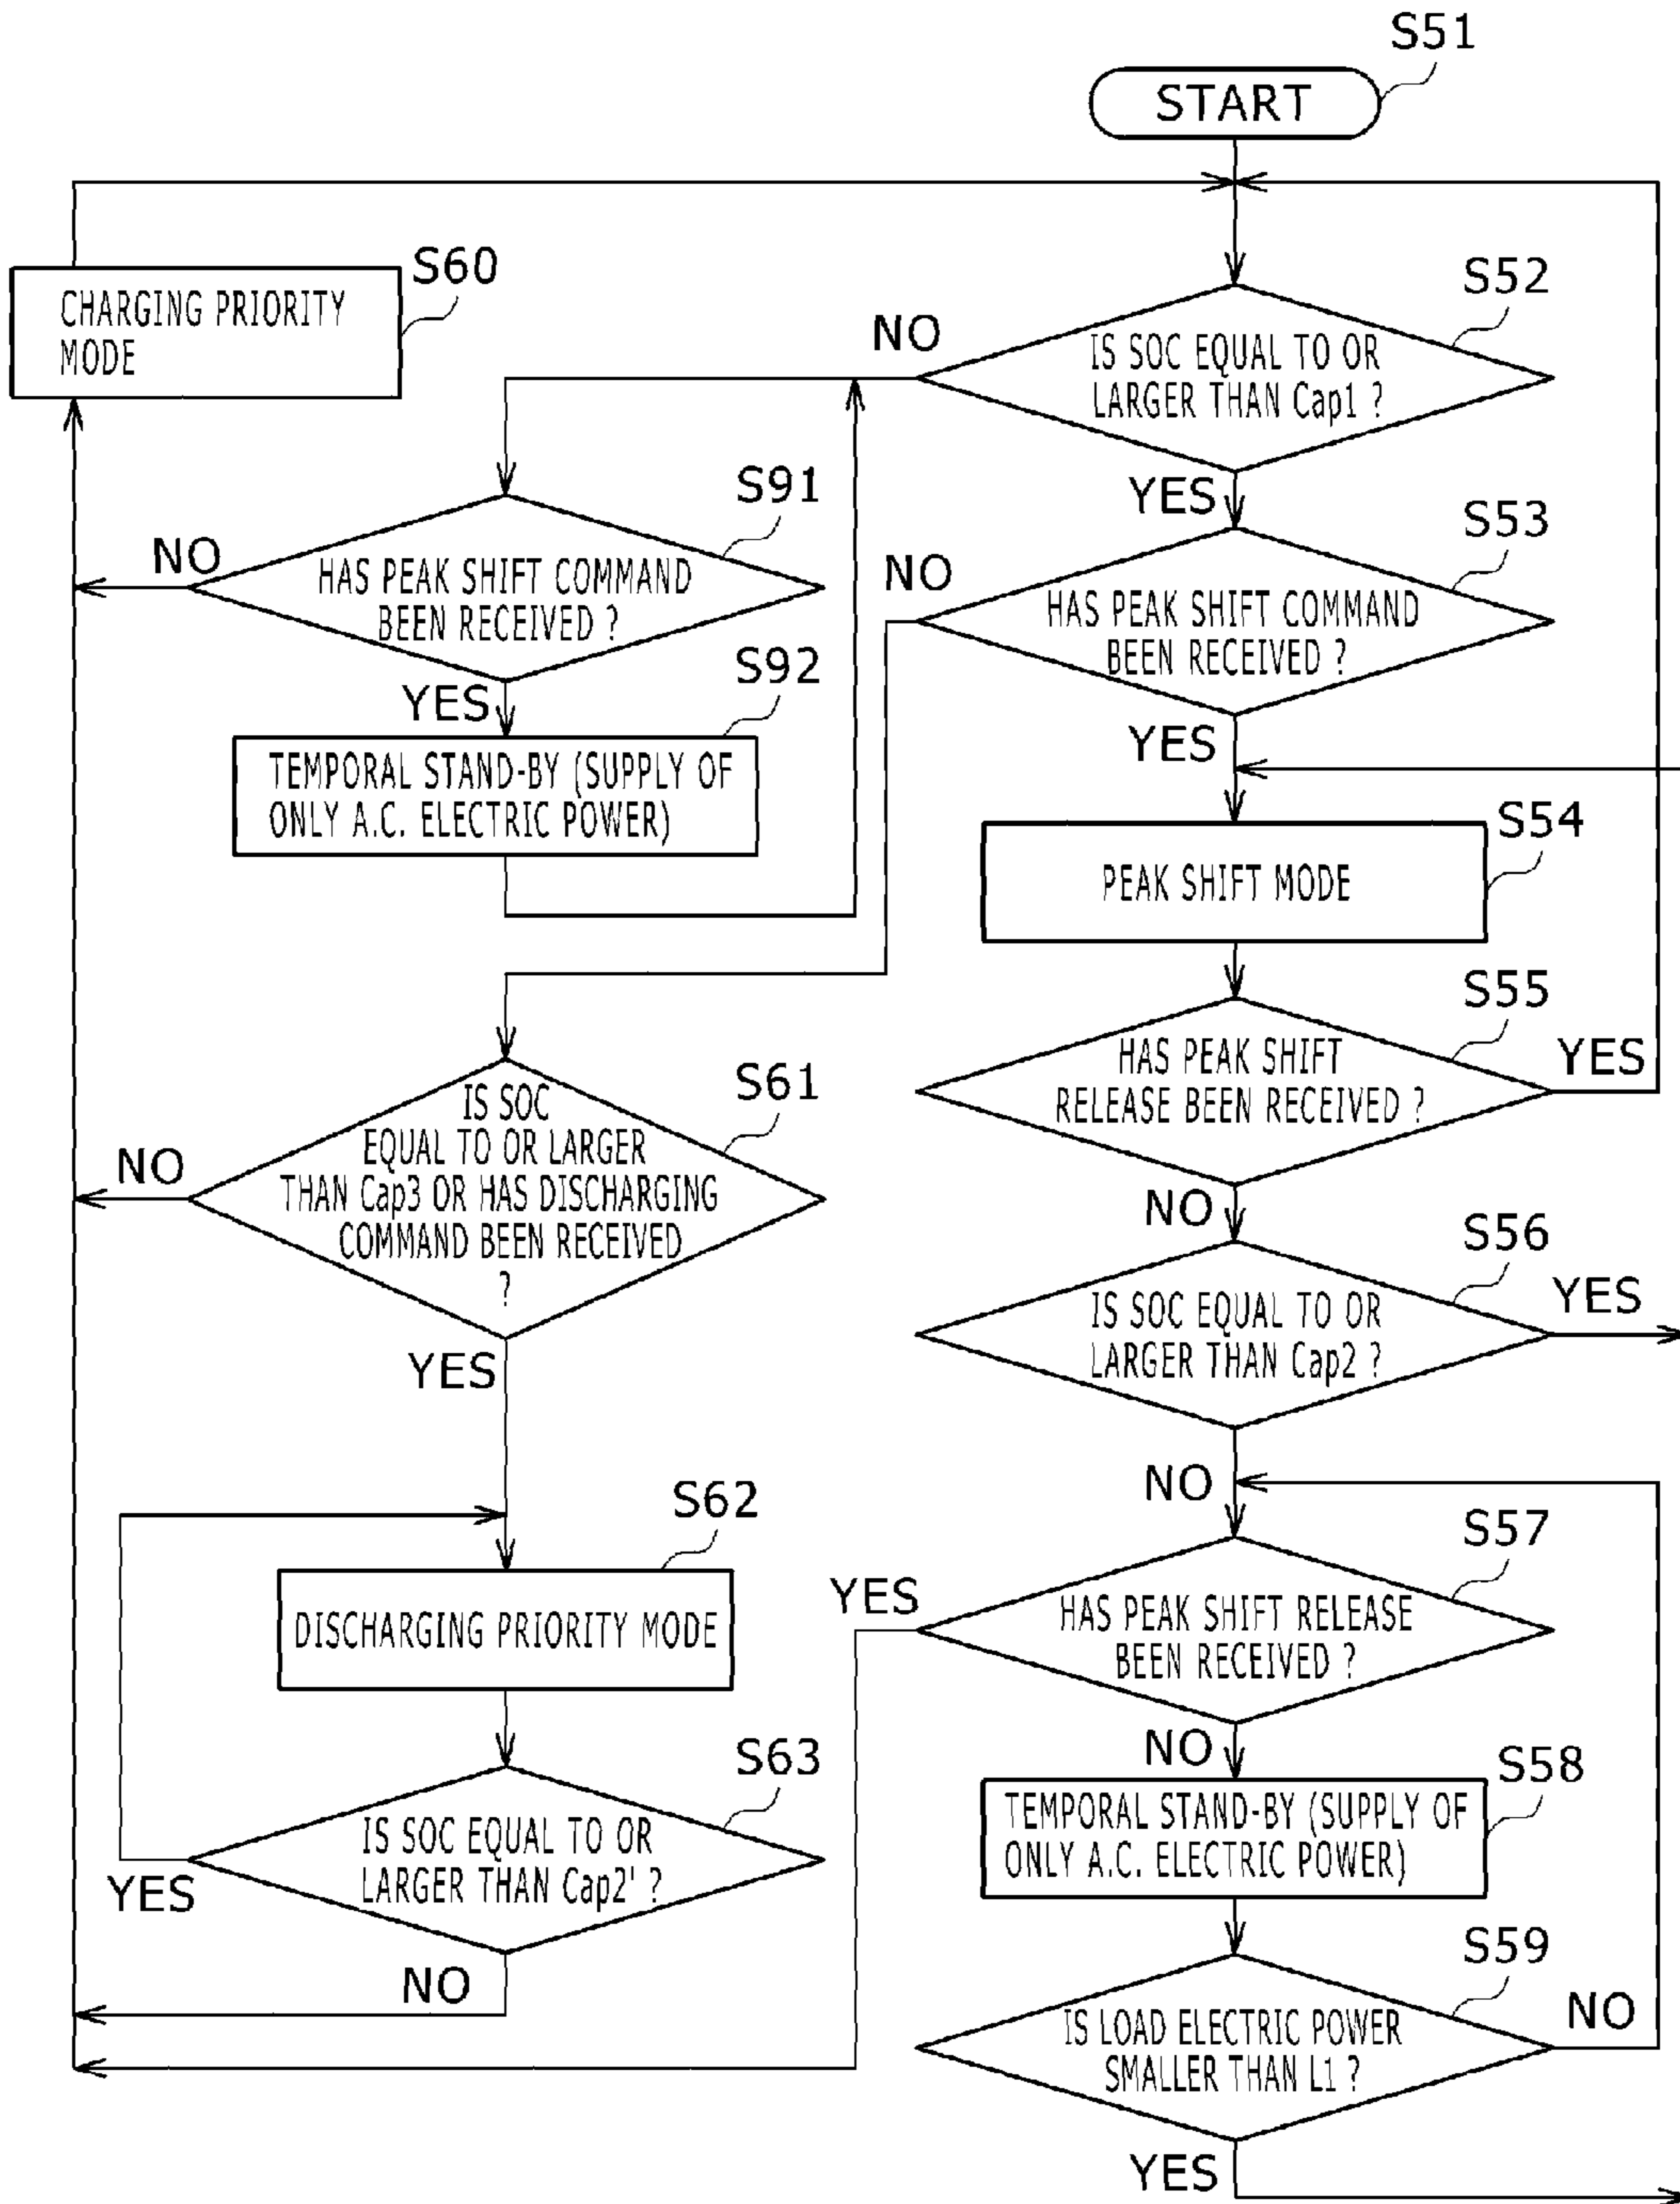 S51
START
S60
CHARGING PRIORITY
MODE
S52
NO
IS SOC EQUAL TO OR
LARGER THAN Cap1 ?
YES
S91
NO
HAS PEAK SHIFT COMMAND
BEEN RECEIVED ?
YES
S53
NO
HAS PEAK SHIFT COMMAND
BEEN RECEIVED ?
YES
S92
TEMPORAL STAND-BY (SUPPLY OF
ONLY A.C. ELECTRIC POWER)
S54
PEAK SHIFT MODE
S55
HAS PEAK SHIFT
RELEASE BEEN RECEIVED ?
YES
NO
S61
IS SOC
EQUAL TO OR LARGER
THAN Cap3 OR HAS DISCHARGING
COMMAND BEEN RECEIVED
?
NO
YES
S56
IS SOC EQUAL TO OR
LARGER THAN Cap2 ?
YES
NO
S62
DISCHARGING PRIORITY MODE
S57
YES
HAS PEAK SHIFT RELEASE
BEEN RECEIVED ?
NO
S63
IS SOC EQUAL TO OR
LARGER THAN Cap2' ?
YES
NO
S58
TEMPORAL STAND-BY (SUPPLY OF
ONLY A.C. ELECTRIC POWER)
S59
IS LOAD ELECTRIC POWER
SMALLER THAN L1 ?
NO
YES